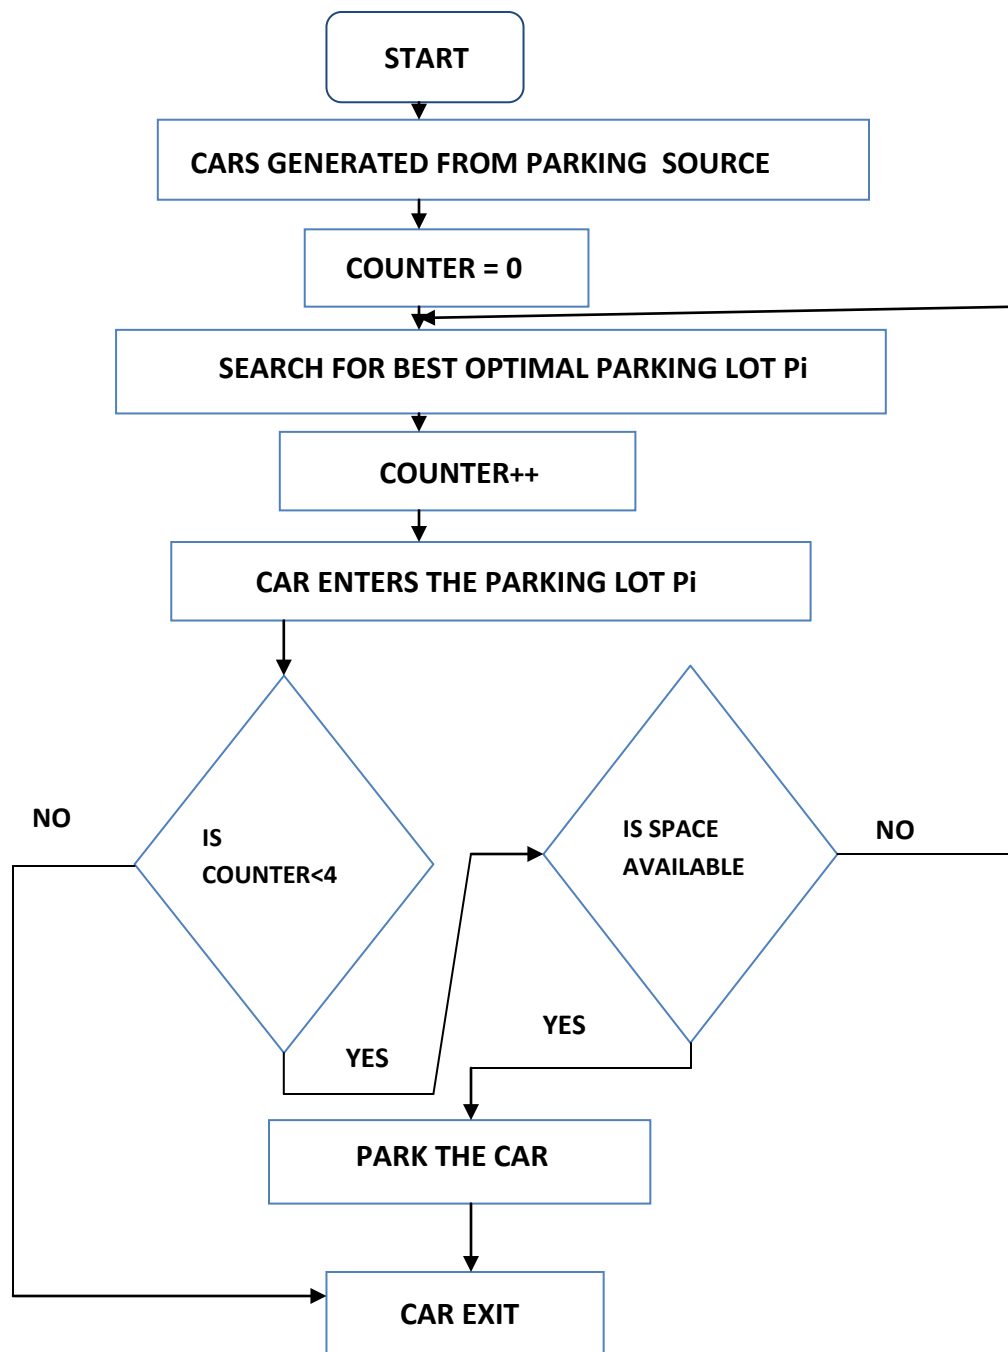 START
CARS GENERATED FROM PARKING SOURCE
COUNTER = 0
SEARCH FOR BEST OPTIMAL PARKING LOT Pi
COUNTER++
CAR ENTERS THE PARKING LOT Pi
NO
IS
COUNTER<4
IS SPACE
AVAILABLE
NO
YES
YES
PARK THE CAR
CAR EXIT